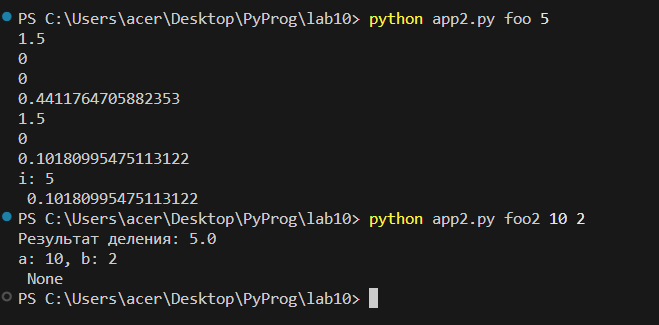 PS C:\Users\acer\Desktop\PyProg\lab10> python app2.py foo 5
1.5
0
0
0.4411764705882353
1.5
0
0.10180995475113122
i: 5
 0.10180995475113122
PS C:\Users\acer\Desktop\PyProg\lab10> python app2.py foo2 10 2
Результат деления: 5.0
a: 10, b: 2
 None
PS C:\Users\acer\Desktop\PyProg\lab10>